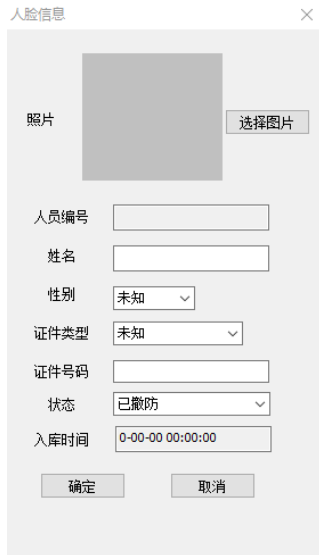 人脸信息
照片
选择图片
人员编号
姓名
性别 未知
证件类型 未知
证件号码
状态 已撤防
入库时间 0-00-00 00:00:00
确定 取消